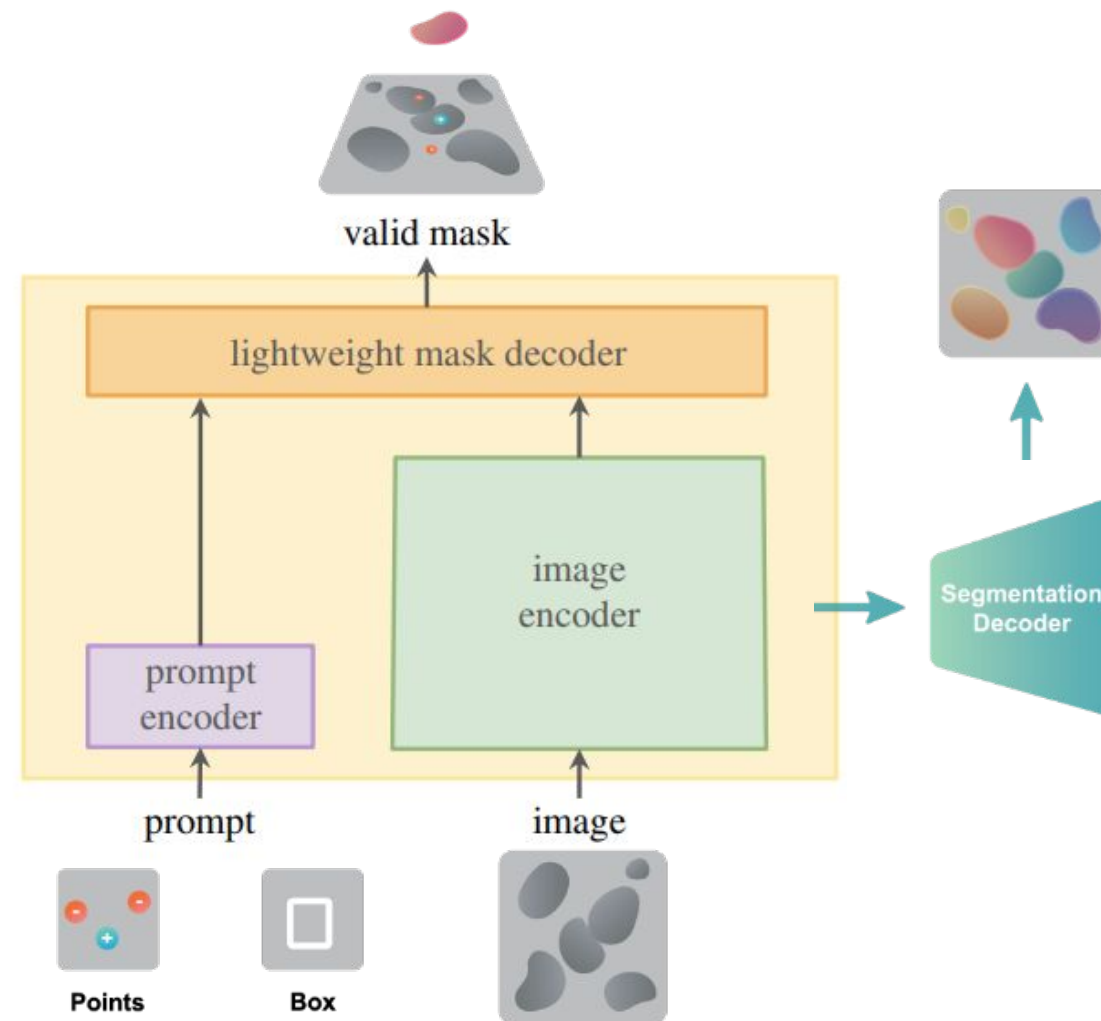 valid mask
lightweight mask decoder
image
encoder
Segmentation
Decoder
prompt
encoder
prompt
image
Points
Box